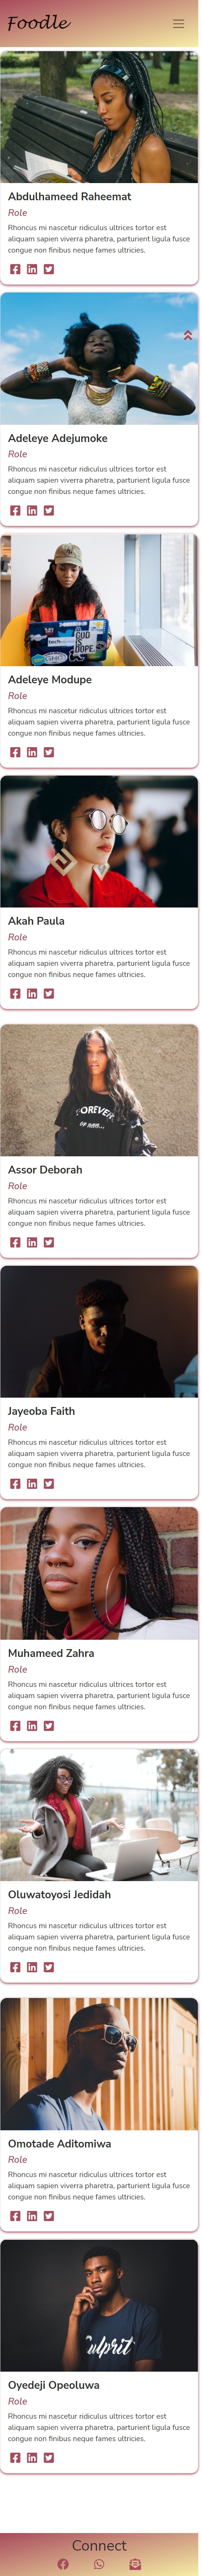 Foodle
Abdulhameed Raheemat
Role
Rhoncus mi nascetur ridiculus ultrices tortor est
aliquam sapien viverra pharetra, parturient ligula fusce
congue non finibus neque fames ultricies.
Adeleye Adejumoke
Role
Rhoncus mi nascetur ridiculus ultrices tortor est
aliquam sapien viverra pharetra, parturient ligula fusce
congue non finibus neque fames ultricies.
GUD
IS
DOPE
tech
Adeleye Modupe
Role
Rhoncus mi nascetur ridiculus ultrices tortor est
aliquam sapien viverra pharetra, parturient ligula fusce
congue non finibus neque fames ultricies.
Akah Paula
Role
Rhoncus mi nascetur ridiculus ultrices tortor est
aliquam sapien viverra pharetra, parturient ligula fusce
congue non finibus neque fames ultricies.
FOREVER
Assor Deborah
Role
Rhoncus mi nascetur ridiculus ultrices tortor est
aliquam sapien viverra pharetra, parturient ligula fusce
congue non finibus neque fames ultricies.
Jayeoba Faith
Role
Rhoncus mi nascetur ridiculus ultrices tortor est
aliquam sapien viverra pharetra, parturient ligula fusce
congue non finibus neque fames ultricies.
Muhameed Zahra
Role
Rhoncus mi nascetur ridiculus ultrices tortor est
aliquam sapien viverra pharetra, parturient ligula fusce
congue non finibus neque fames ultricies.
Oluwatoyosi Jedidah
Role
Rhoncus mi nascetur ridiculus ultrices tortor est
aliquam sapien viverra pharetra, parturient ligula fusce
congue non finibus neque fames ultricies.
Omotade Aditomiwa
Role
Rhoncus mi nascetur ridiculus ultrices tortor est
aliquam sapien viverra pharetra, parturient ligula fusce
congue non finibus neque fames ultricies.
Culprit
Oyedeji Opeoluwa
Role
Rhoncus mi nascetur ridiculus ultrices tortor est
aliquam sapien viverra pharetra, parturient ligula fusce
congue non finibus neque fames ultricies.
Connect